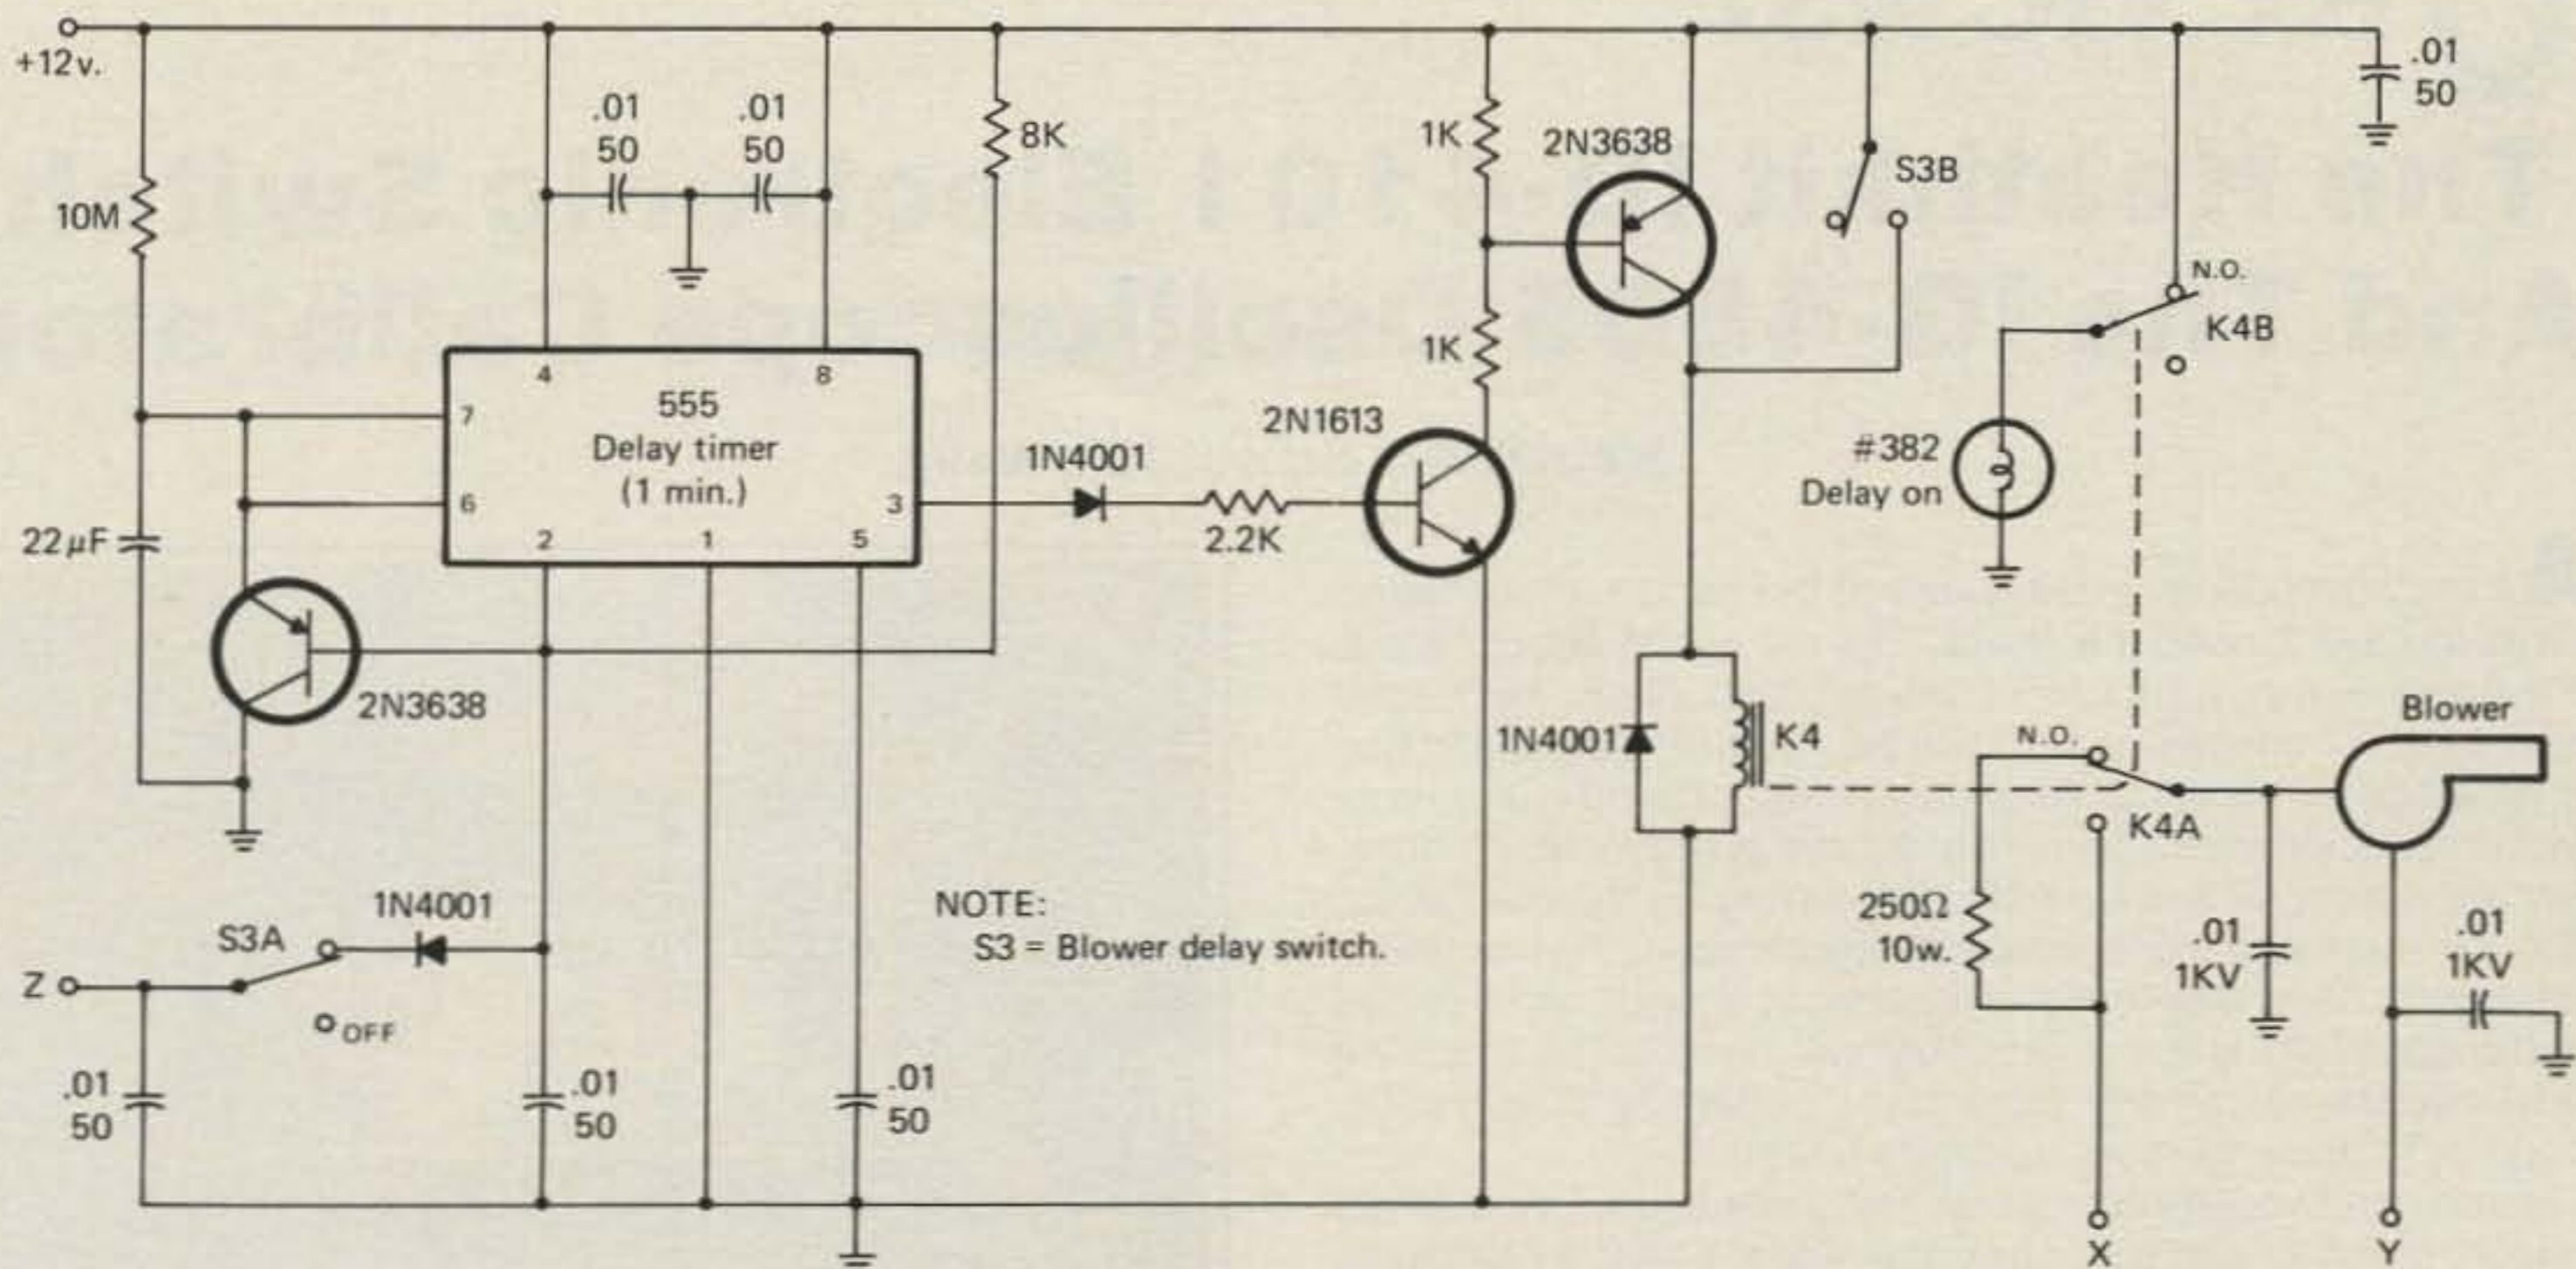 +12v.
10M
.01
50
.01
50
8K
1K
2N3638
S3B
.01
50
N.O.
K4B
4
8
7
555
Delay timer
(1 min.)
6
3
2
1
5
22μF
1N4001
2.2K
2N1613
1K
#382
Delay on
2N3638
1N4001
K4
N.O.
K4A
Blower
S3A
1N4001
Z
OFF
NOTE:
S3 = Blower delay switch.
250Ω
10w.
.01
1KV
.01
1KV
.01
50
.01
50
.01
50
X
Y